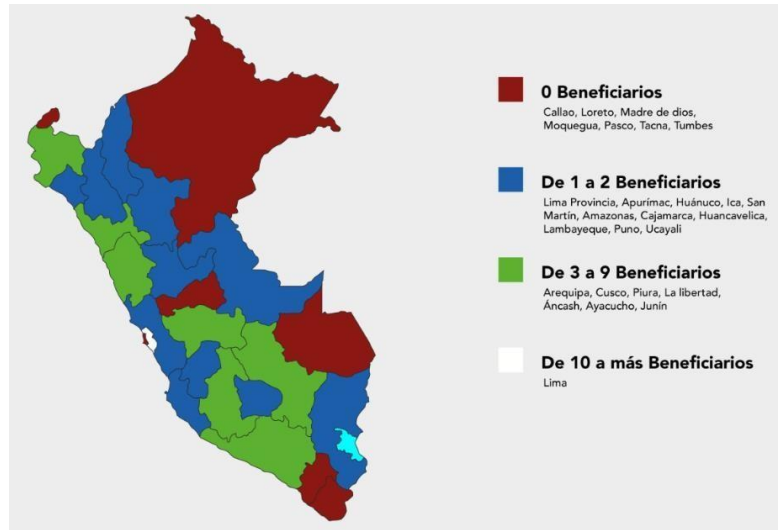 0 Beneficiarios
Callao, Loreto, Madre de dios,
Moquegua, Pasco, Tacna, Tumbes
De 1 a 2 Beneficiarios
Lima Provincia, Apurímac, Huánuco, Ica, San
Martín, Amazonas, Cajamarca, Huancavelica,
Lambayeque, Puno, Ucayali
De 3 a 9 Beneficiarios
Arequipa, Cusco, Piura, La libertad,
Áncash, Ayacucho, Junín
De 10 a más Beneficiarios
Lima